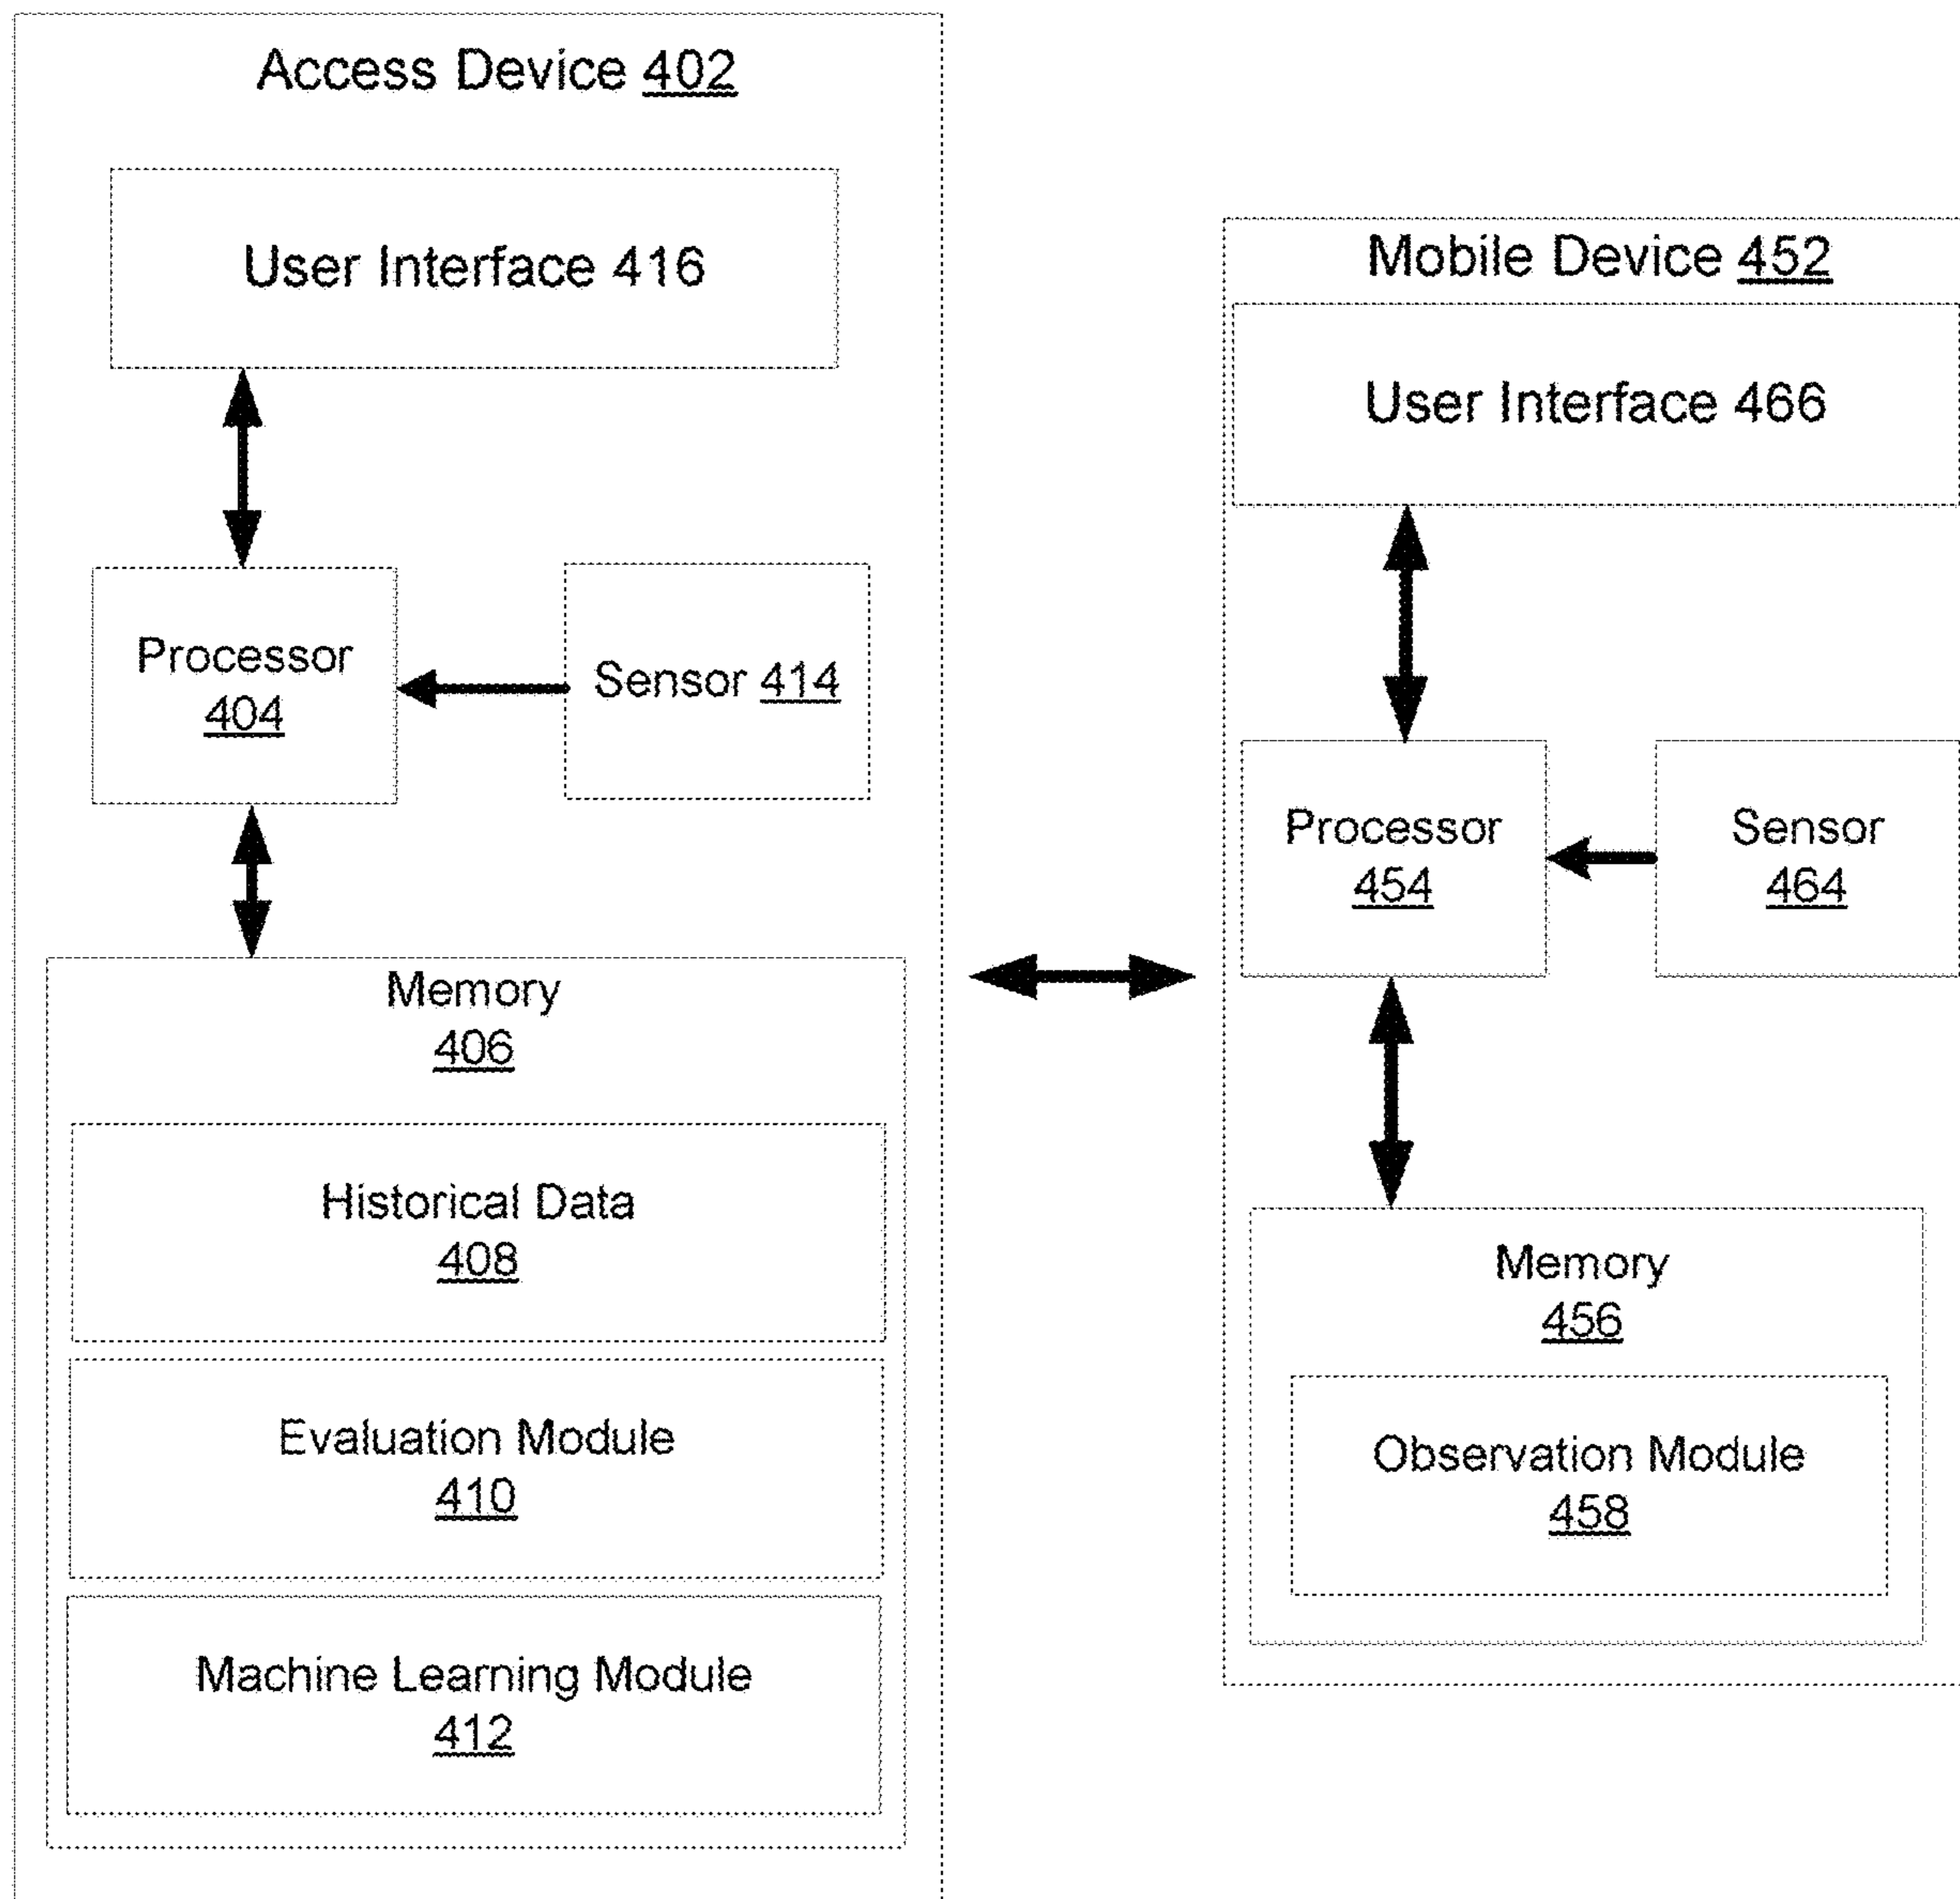 Access Device 402
User Interface 416
Processor
404
Sensor 414
Memory
406
Historical Data
408
Evaluation Module
410
Machine Learning Module
412
Mobile Device 452
User Interface 466
Processor
454
Sensor
464
Memory
456
Observation Module
458